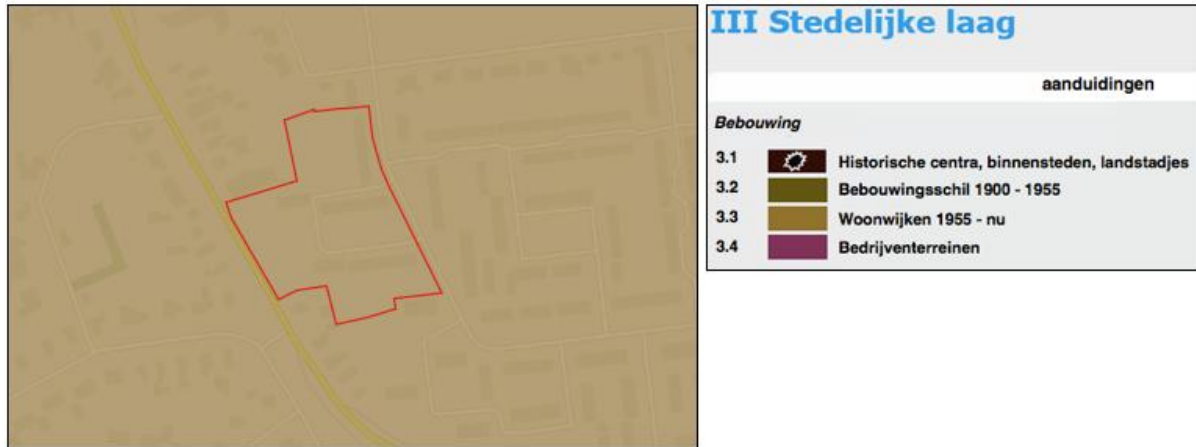 III Stedelijke laag
aanduidingen
Bebouwing
3.1 Historische centra, binnensteden, landstadjes
3.2 Bebouwingsschil 1900 - 1955
3.3 Woonwijken 1955 - nu
3.4 Bedrijventerreinen